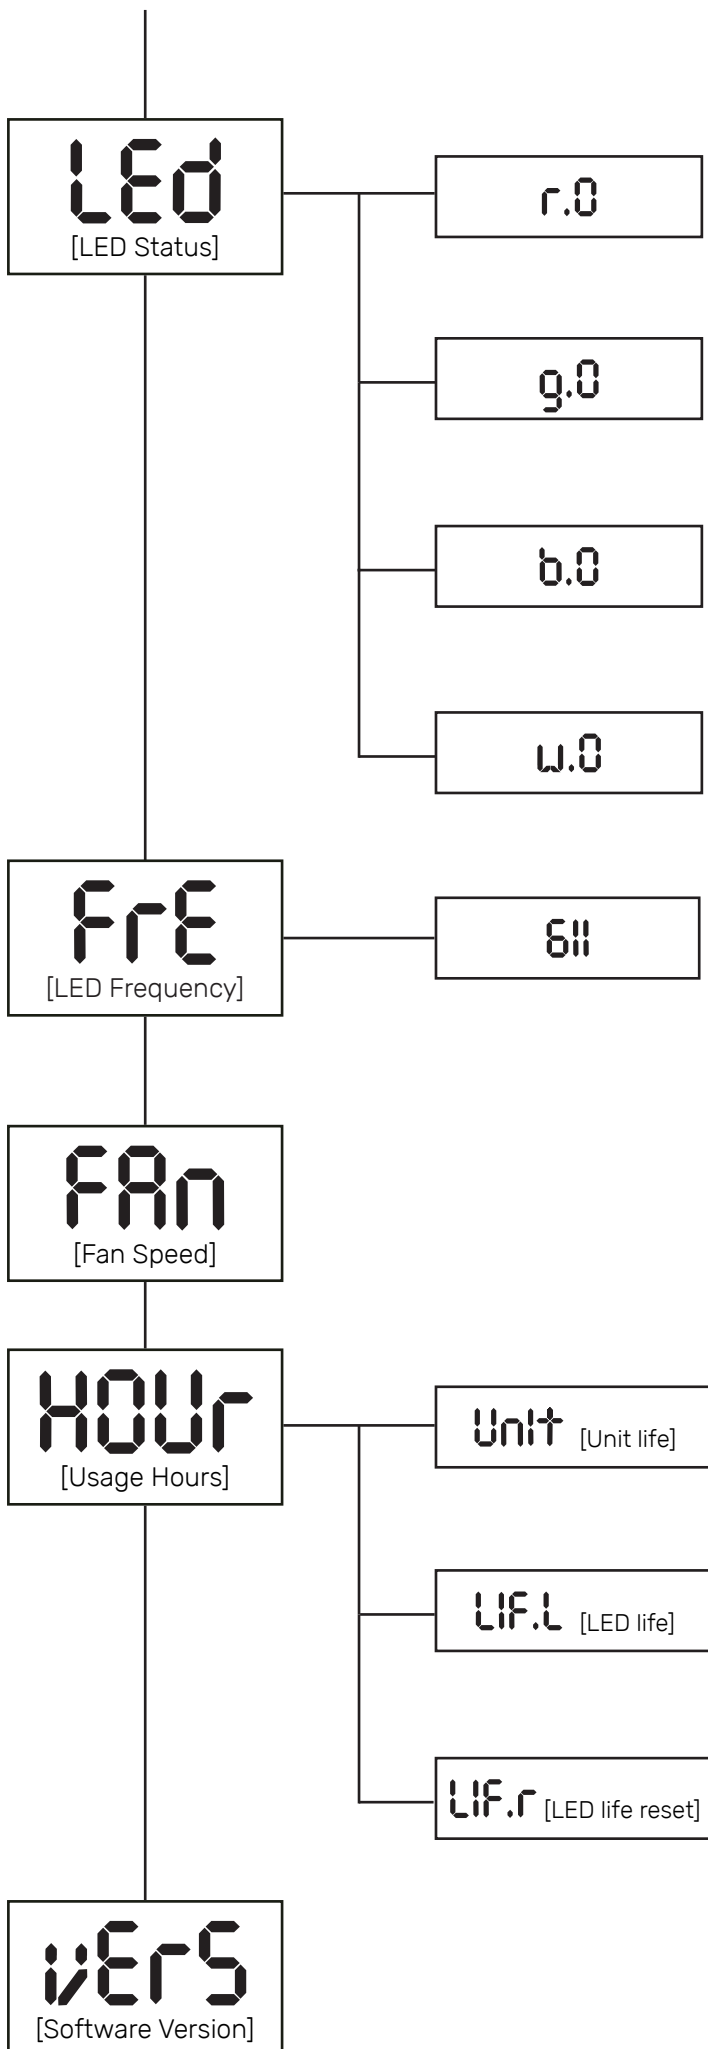 LEd
[LED Status]
r.0
g.0
b.0
w.0
FrE
[LED Frequency]
611
FAn
[Fan Speed]
HOUr
[Usage Hours]
UnIt [Unit life]
LIF.L [LED life]
LIF.r [LED life reset]
vErS
[Software Version]